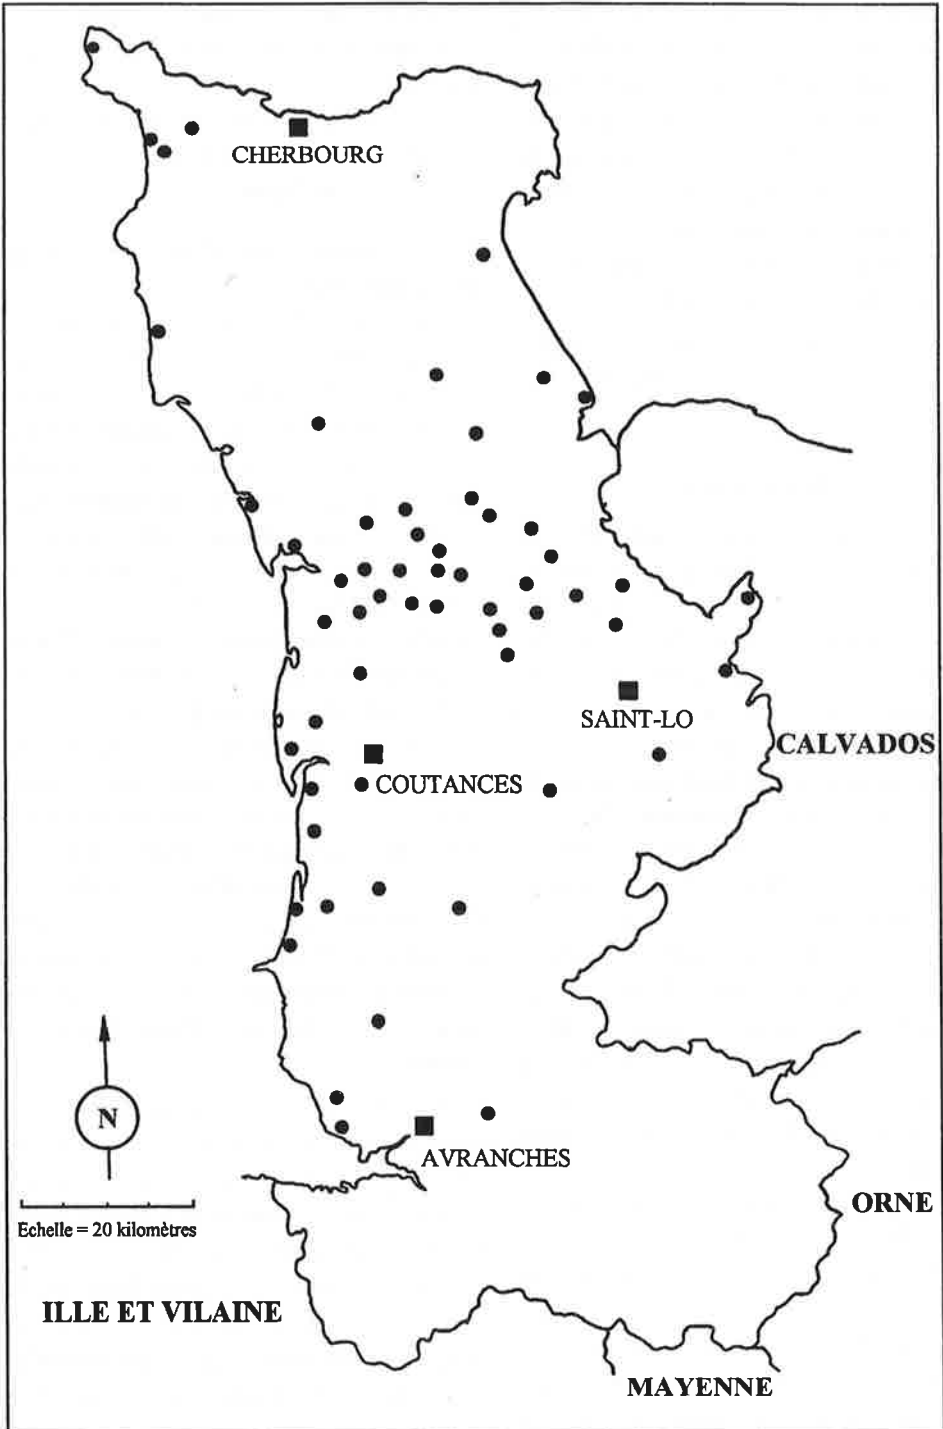 CHERBOURG
SAINT-LO
CALVADOS
COUTANCES
N
AVRANCHES
ORNE
Echelle = 20 kilomètres
ILLE ET VILAINE
MAYENNE